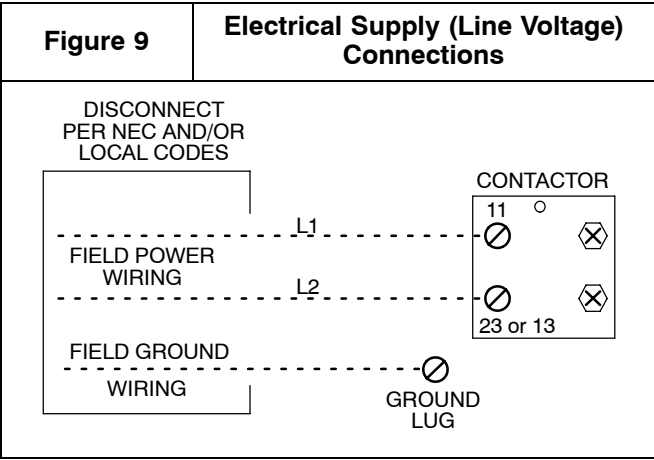 Figure 9
Electrical Supply (Line Voltage)
Connections
DISCONNECT
PER NEC AND/OR
LOCAL CODES
CONTACTOR
11
L1
FIELD POWER
WIRING
L2
23 or 13
FIELD GROUND
WIRING
GROUND
LUG